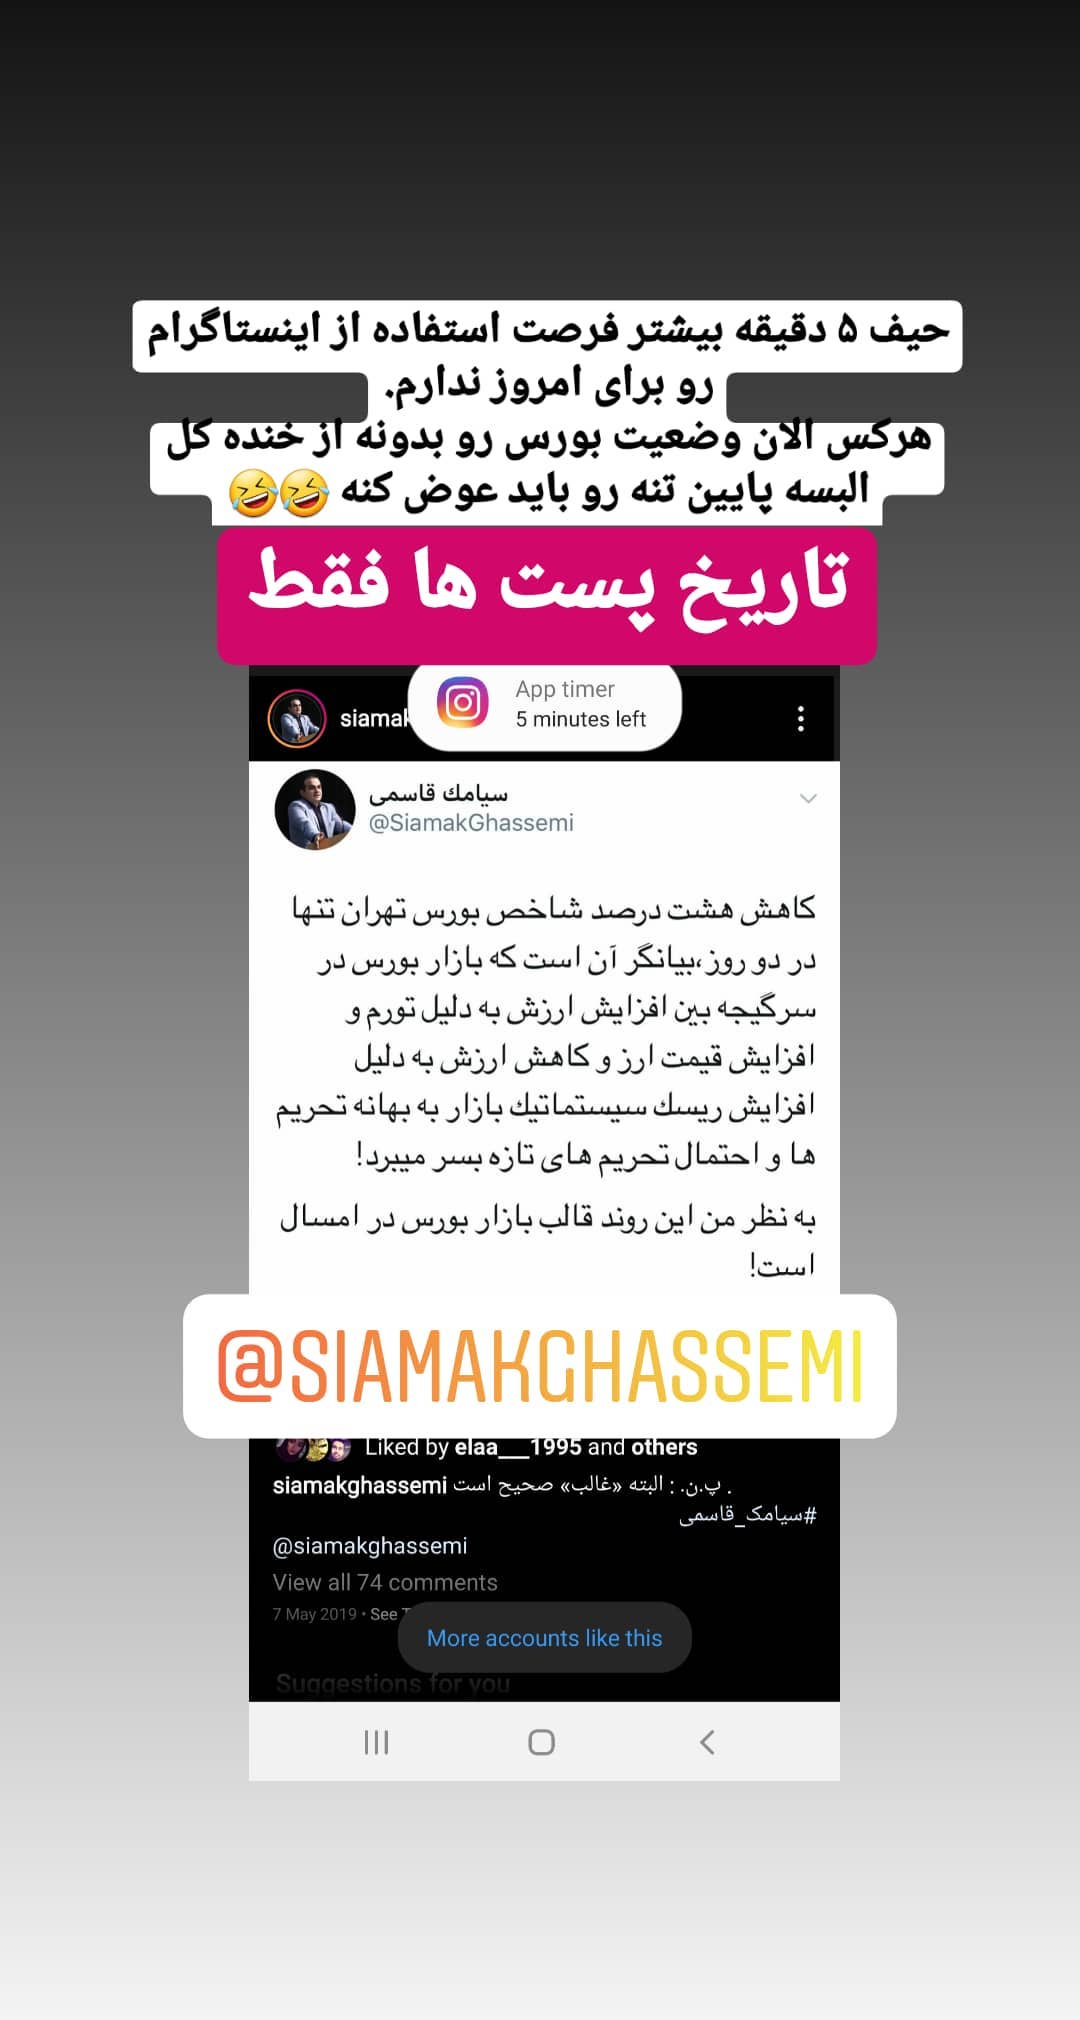 حیف ۵ دقیقه بیشتر فرصت استفاده از اینستاگرام
رو برای امروز ندارم.
هرکس الان وضعیت بورس رو بدونه از خنده کل
البسه پایین تنه رو باید عوض کنه 🤣🤣
تاریخ پست ها فقط
App timer
5 minutes left
سیامك قاسمی
@SiamakGhassemi
كاهش هشت درصد شاخص بورس تهران تنها
در دو روز،بیانگر آن است كه بازار بورس در
سرگیجه بین افزایش ارزش به دلیل تورم و
افزایش قیمت ارز و كاهش ارزش به دلیل
افزایش ریسك سیستماتیك بازار به بهانه تحریم
ها و احتمال تحریم های تازه بسر میبرد!
به نظر من این روند قالب بازار بورس در امسال
است!
@SIAMAKGHASSEMI
Liked by elaa___1995 and others
siamakghassemi . پ.ن. : البته «غالب» صحیح است
#سیامک_قاسمی
@siamakghassemi
View all 74 comments
7 May 2019 • See
More accounts like this
Suggestions for you